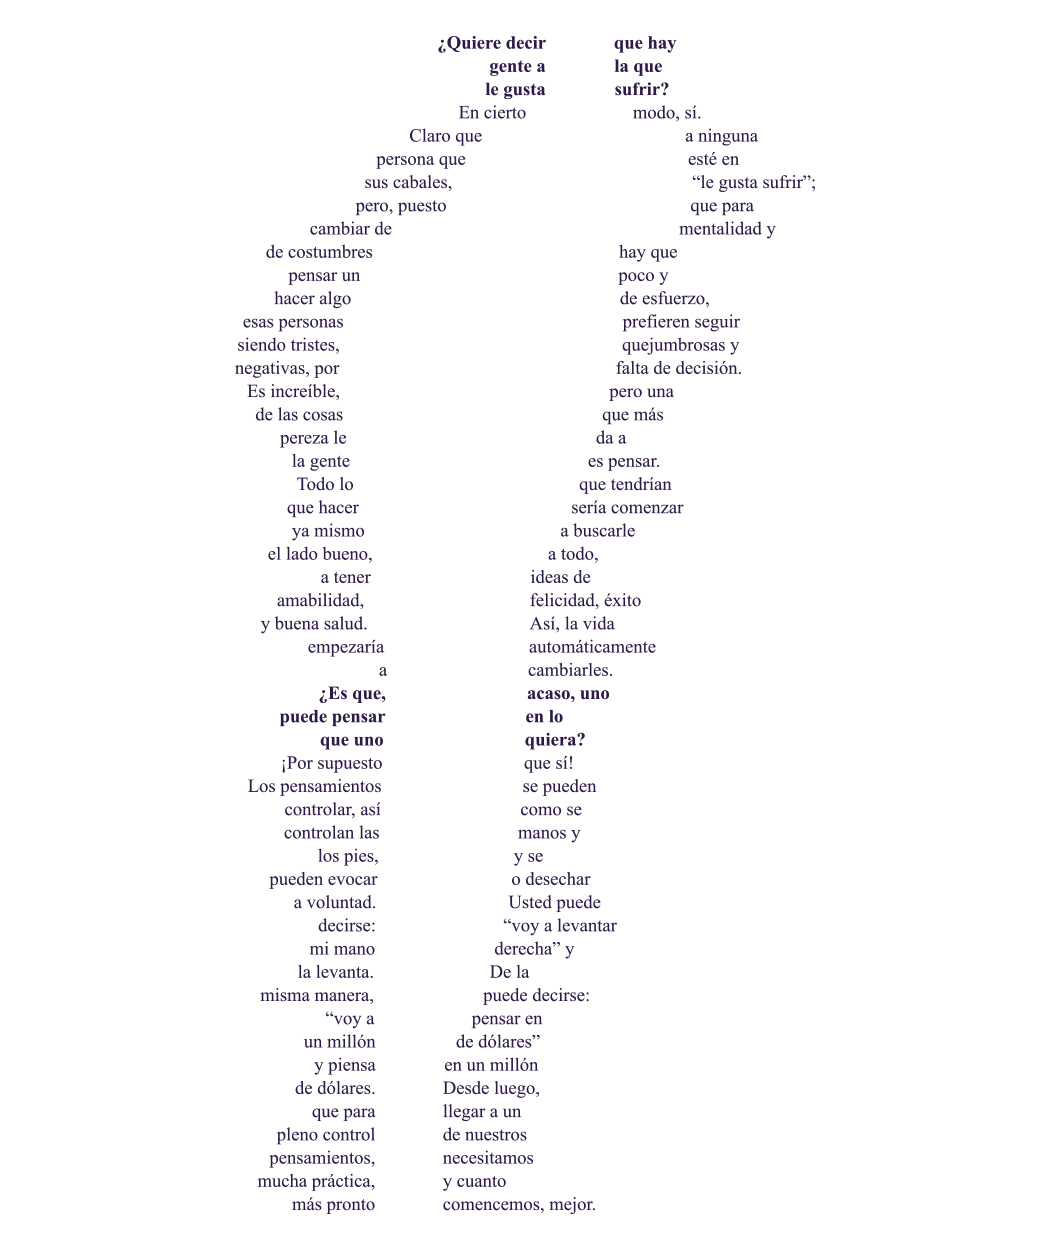 ¿Quiere decir que hay
gente a la que
le gusta sufrir?
En cierto modo, sí.
Claro que a ninguna
persona que esté en
sus cabales, “le gusta sufrir”;
pero, puesto que para
cambiar de mentalidad y
de costumbres hay que
pensar un poco y
hacer algo de esfuerzo,
esas personas prefieren seguir
siendo tristes, quejumbrosas y
negativas, por falta de decisión.
Es increíble, pero una
de las cosas que más
pereza le da a
la gente es pensar.
Todo lo que tendrían
que hacer sería comenzar
ya mismo a buscarle
el lado bueno, a todo,
a tener ideas de
amabilidad, felicidad, éxito
y buena salud. Así, la vida
empezaría automáticamente
a cambiarles.
¿Es que, acaso, uno
puede pensar en lo
que uno quiera?
¡Por supuesto que sí!
Los pensamientos se pueden
controlar, así como se
controlan las manos y
los pies, y se
pueden evocar o desechar
a voluntad. Usted puede
decirse: “voy a levantar
mi mano derecha” y
la levanta. De la
misma manera, puede decirse:
“voy a pensar en
un millón de dólares”
y piensa en un millón
de dólares. Desde luego,
que para llegar a un
pleno control de nuestros
pensamientos, necesitamos
mucha práctica, y cuanto
más pronto comencemos, mejor.